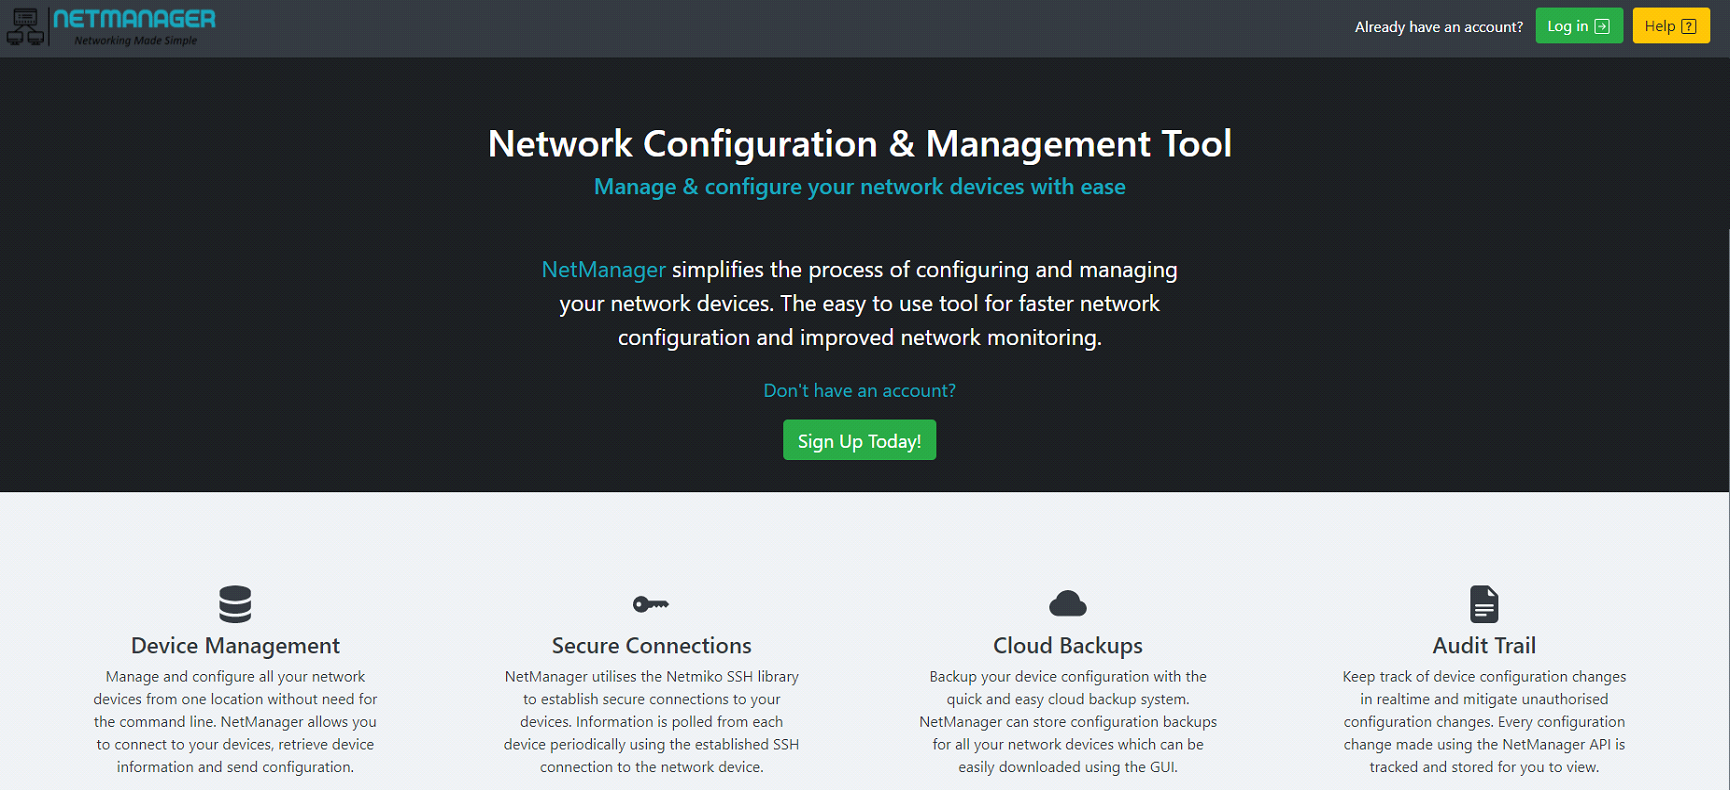 NETMANAGER
Networking Made Simple
Already have an account?
Log in
Help
Network Configuration & Management Tool
Manage & configure your network devices with ease
NetManager simplifies the process of configuring and managing
your network devices. The easy to use tool for faster network
configuration and improved network monitoring.
Don't have an account?
Sign Up Today!
Device Management
Manage and configure all your network
devices from one location without need for
the command line. NetManager allows you
to connect to your devices, retrieve device
information and send configuration.
Secure Connections
NetManager utilises the Netmiko SSH library
to establish secure connections to your
devices. Information is polled from each
device periodically using the established SSH
connection to the network device.
Cloud Backups
Backup your device configuration with the
quick and easy cloud backup system.
NetManager can store configuration backups
for all your network devices which can be
easily downloaded using the GUI.
Audit Trail
Keep track of device configuration changes
in realtime and mitigate unauthorised
configuration changes. Every configuration
change made using the NetManager API is
tracked and stored for you to view.